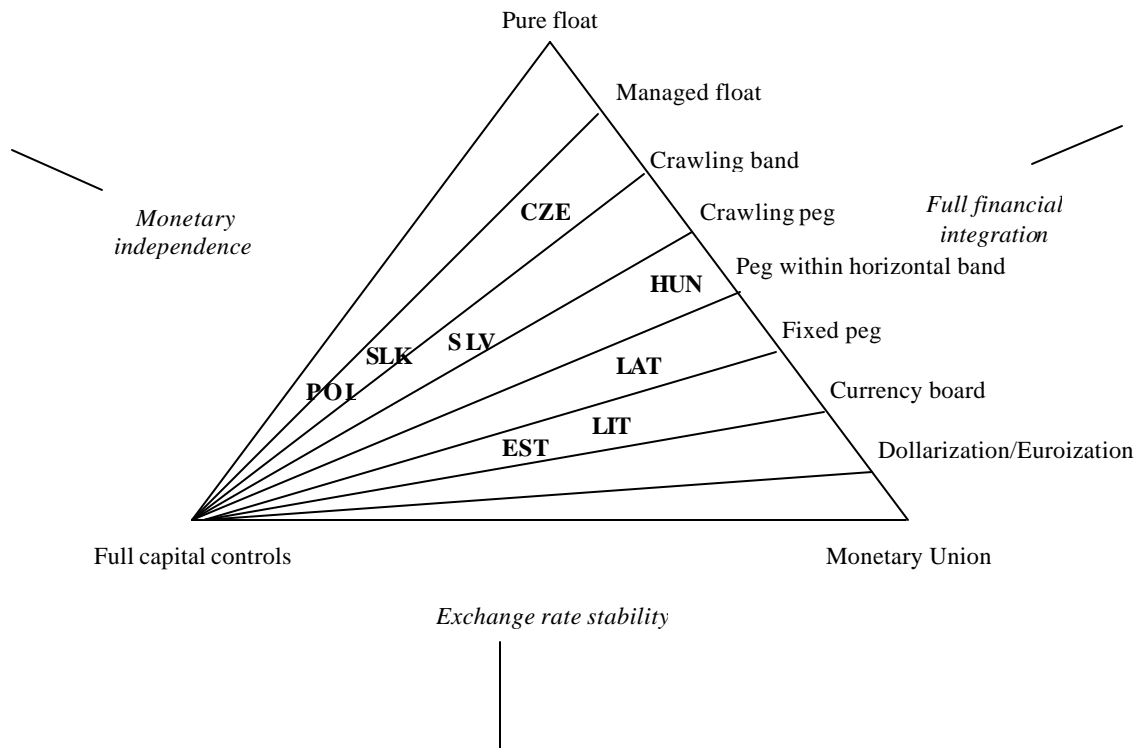 Pure float
Managed float
Crawling band
CZE
Crawling peg
Monetary
independence
Full financial
integration
Peg within horizontal band
HUN
Fixed peg
SLV
SLK
LAT
POL
Currency board
LIT
EST
Dollarization/Euroization
Full capital controls
Monetary Union
Exchange rate stability